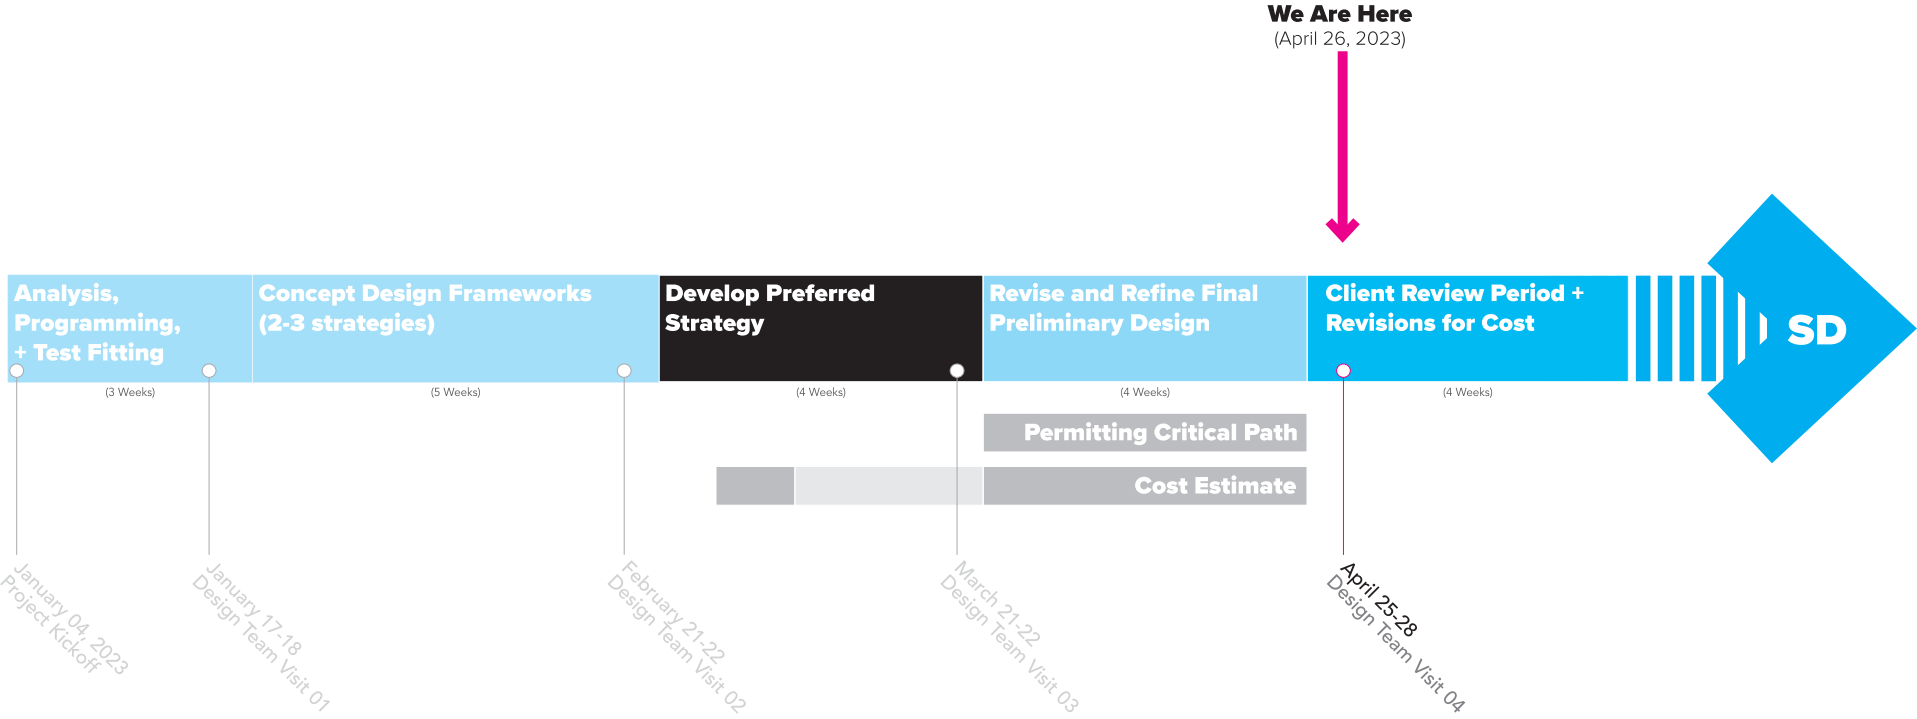 We Are Here
(April 26, 2023)
Analysis,
Programming,
+ Test Fitting
Concept Design Frameworks
(2-3 strategies)
Develop Preferred
Strategy
Revise and Refine Final
Preliminary Design
Client Review Period +
Revisions for Cost
SD
(3 Weeks)
(5 Weeks)
(4 Weeks)
(4 Weeks)
(4 Weeks)
Permitting Critical Path
Cost Estimate
January 04, 2023
Project Kickoff
January 17-18
Design Team Visit 01
February 21-22
Design Team Visit 02
March 21-22
Design Team Visit 03
April 25-28
Design Team Visit 04